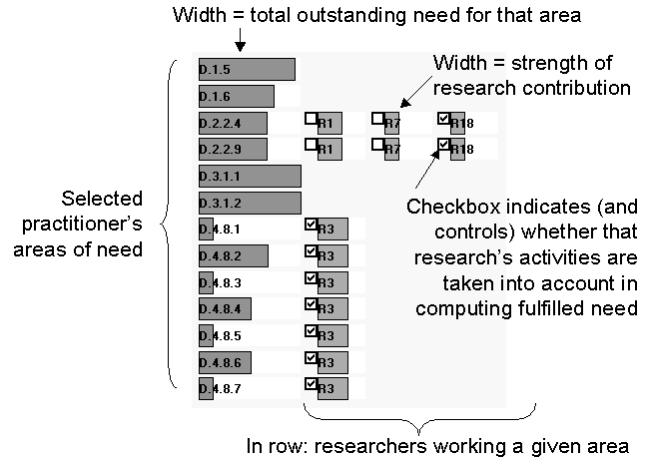 Width = total outstanding need for that area
Width = strength of
research contribution
D.1.5
D.1.6
D.2.2.4 R1 R7 R18
D.2.2.9 R1 R7 R18
D.3.1.1
D.3.1.2
D.4.8.1 R3
D.4.8.2 R3
D.4.8.3 R3
D.4.8.4 R3
D.4.8.5 R3
D.4.8.6 R3
D.4.8.7 R3
Selected
practitioner's
areas of need
Checkbox indicates (and
controls) whether that
research's activities are
taken into account in
computing fulfilled need
In row: researchers working a given area